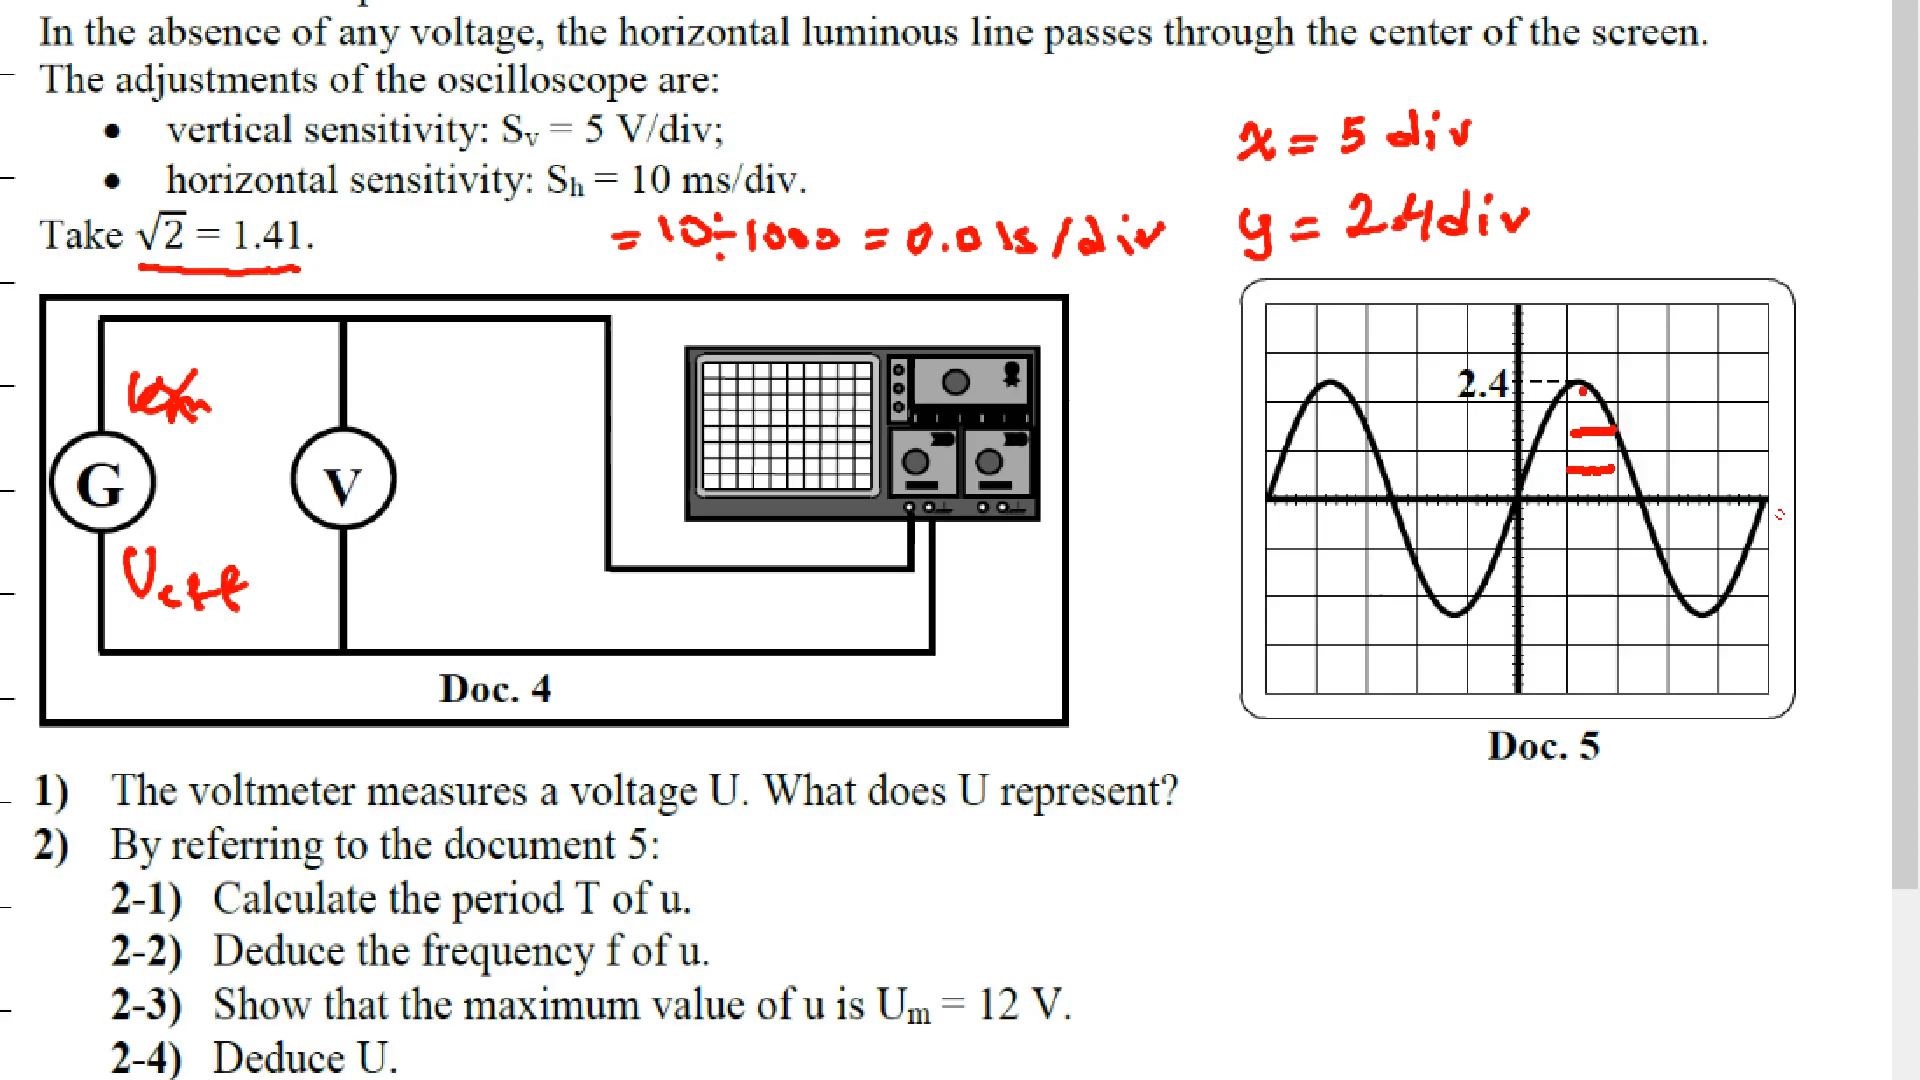 In the absence of any voltage, the horizontal luminous line passes through the center of the screen.
The adjustments of the oscilloscope are:
• vertical sensitivity: Sv = 5 V/div;
x = 5 div
• horizontal sensitivity: Sh = 10 ms/div.
y = 2.4div
Take √2 = 1.41.
= 10÷1000 = 0.01s/div
2.4
G
V
Ueff
Doc. 4
Doc. 5
1) The voltmeter measures a voltage U. What does U represent?
2) By referring to the document 5:
2-1) Calculate the period T of u.
2-2) Deduce the frequency f of u.
2-3) Show that the maximum value of u is Um = 12 V.
2-4) Deduce U.